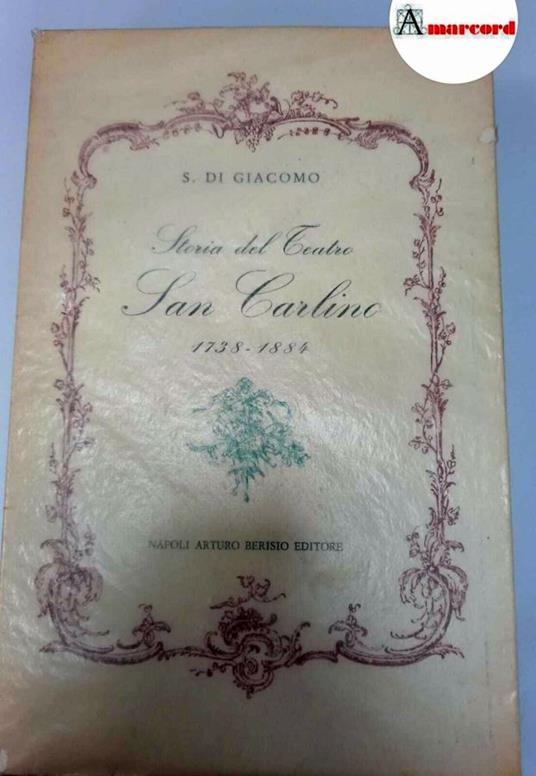 Amarcord
S. DI GIACOMO
Storia del Teatro
San Carlino
1738-1884
NAPOLI ARTURO BERISIO EDITORE